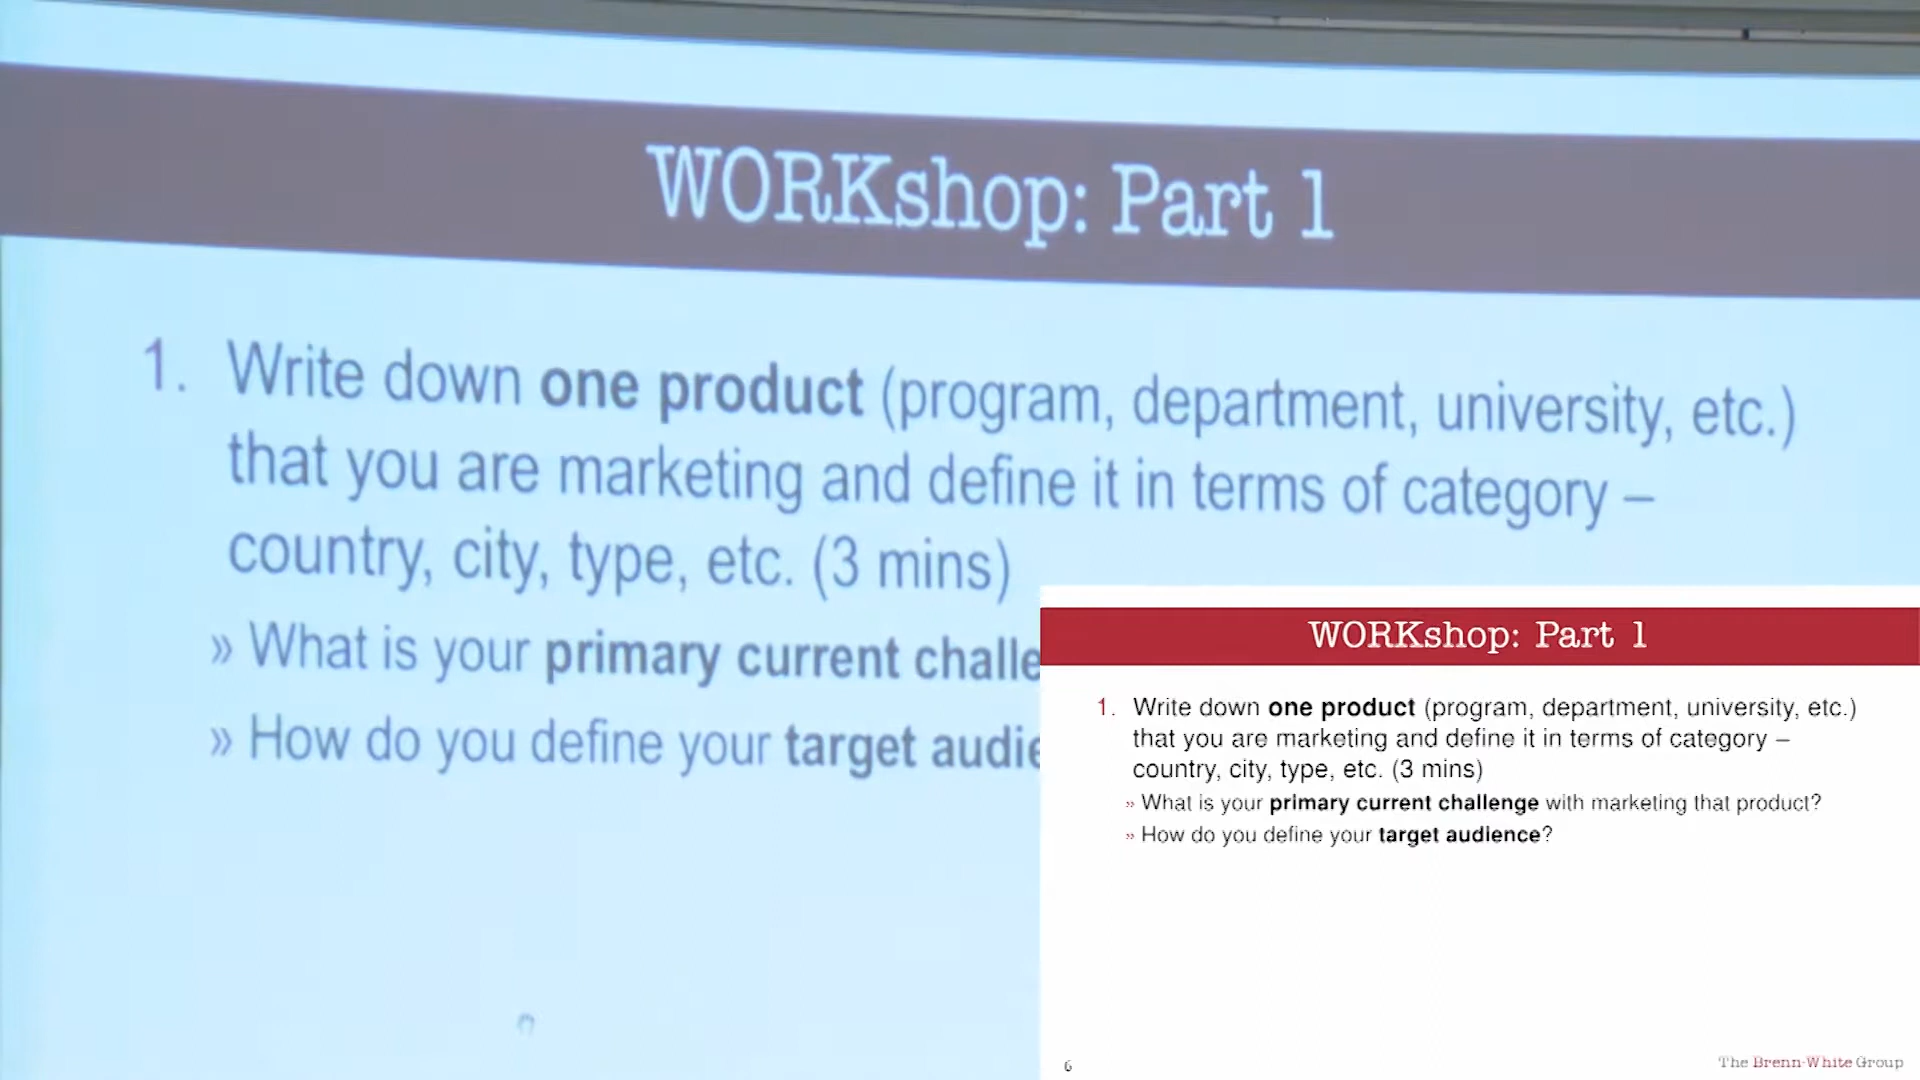 WORKshop: Part 1
1. Write down one product (program, department, university, etc.)
that you are marketing and define it in terms of category –
country, city, type, etc. (3 mins)
» What is your primary current challe
» How do you define your target audie
WORKshop: Part 1
1. Write down one product (program, department, university, etc.)
that you are marketing and define it in terms of category –
country, city, type, etc. (3 mins)
» What is your primary current challenge with marketing that product?
» How do you define your target audience?
6
The Brenn-White Group